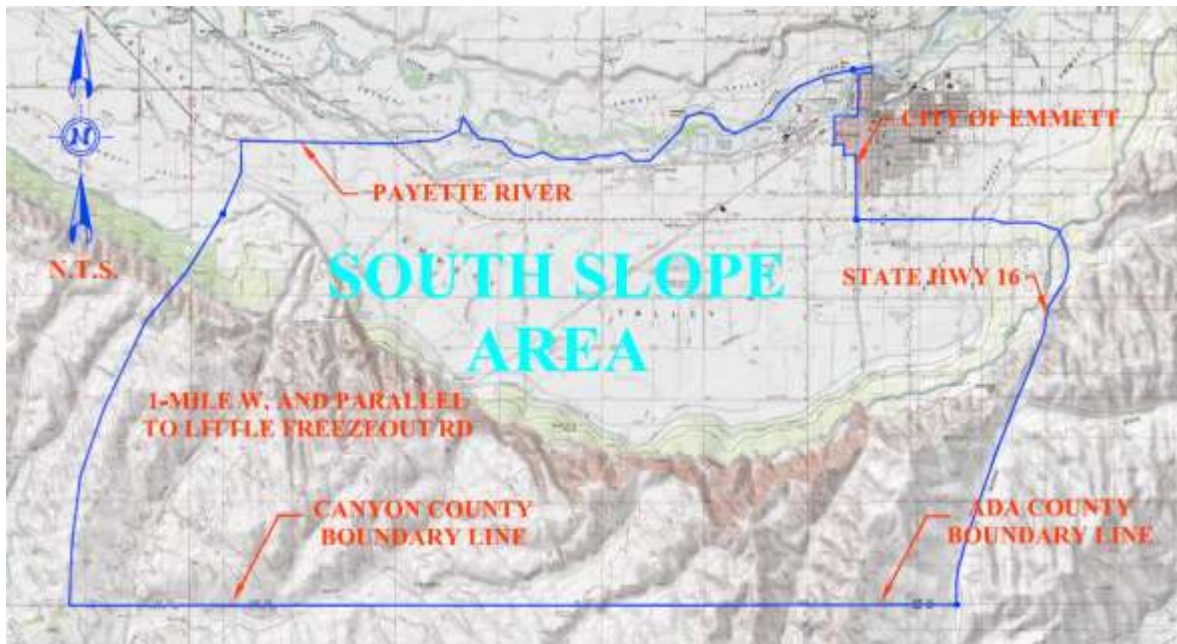 N
CITY OF EMMETT
PAYETTE RIVER
N.T.S.
SOUTH SLOPE
AREA
STATE HWY 16
VALLEY
1-MILE W. AND PARALLEL
TO LITTLE FREEZEOUT RD
CANYON COUNTY
BOUNDARY LINE
ADA COUNTY
BOUNDARY LINE